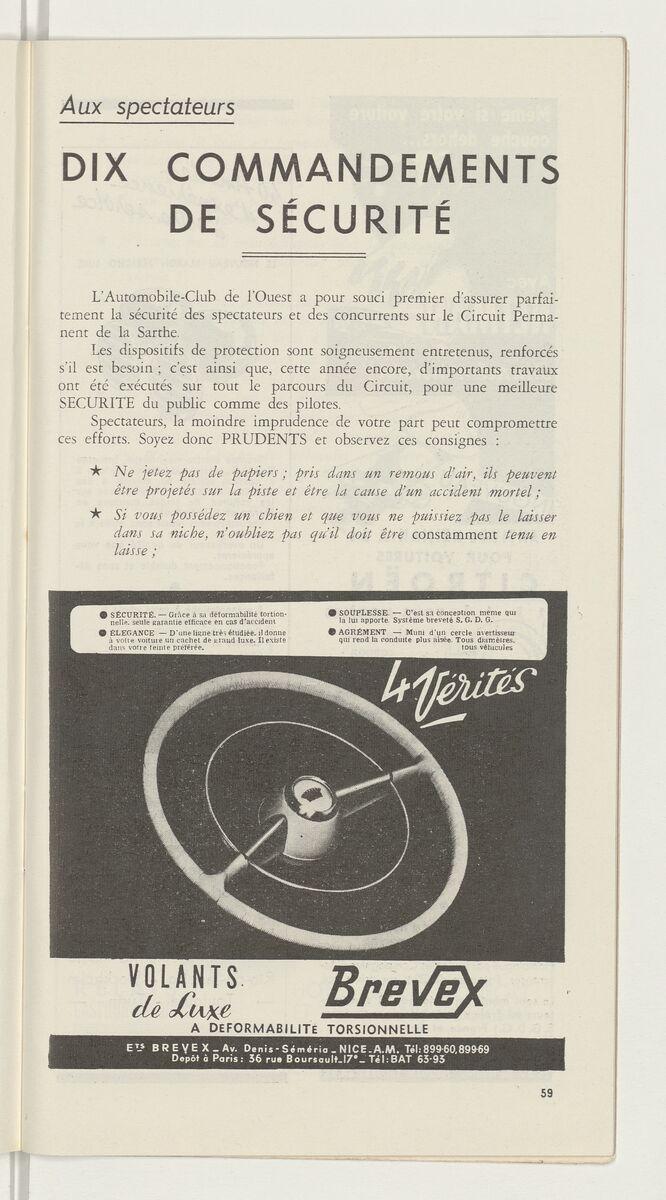 Aux spectateurs
DIX COMMANDEMENTS
DE SÉCURITÉ
L'Automobile-Club de l'Ouest a pour souci premier d'assurer parfai-
tement la sécurité des spectateurs et des concurrents sur le Circuit Perma-
nent de la Sarthe.
Les dispositifs de protection sont soigneusement entretenus, renforcés
s'il est besoin ; c'est ainsi que, cette année encore, d'importants travaux
ont été exécutés sur tout le parcours du Circuit, pour une meilleure
SECURITE du public comme des pilotes.
Spectateurs, la moindre imprudence de votre part peut compromettre
ces efforts. Soyez donc PRUDENTS et observez ces consignes :
★ Ne jetez pas de papiers ; pris dans un remous d'air, ils peuvent
être projetés sur la piste et être la cause d'un accident mortel ;
★ Si vous possédez un chien et que vous ne puissiez pas le laisser
dans sa niche, n'oubliez pas qu'il doit être constamment tenu en
laisse ;
● SÉCURITÉ. — Grâce à sa déformabilité tortion-
nelle, seule garantie efficace en cas d'accident
● ÉLEGANCE — D'une ligne très étudiée, il donne
à votre voiture un cachet de grand luxe. Il existe
dans votre teinte préférée.
● SOUPLESSE. — C'est sa conception même qui
la lui apporte. Système breveté S. G. D. G.
● AGRÉMENT. — Muni d'un cercle avertisseur
qui rend la conduite plus aisée. Tous diamètres,
tous véhicules
4 Vérités
VOLANTS
de Luxe
Brevex
A DÉFORMABILITÉ TORSIONNELLE
Ets BREVEX _ Av. Denis-Séméria _ NICE_A.M. Tél: 899-60, 899-69
Depôt à Paris : 36 rue Boursault_17° _ Tél: BAT 63-93
59